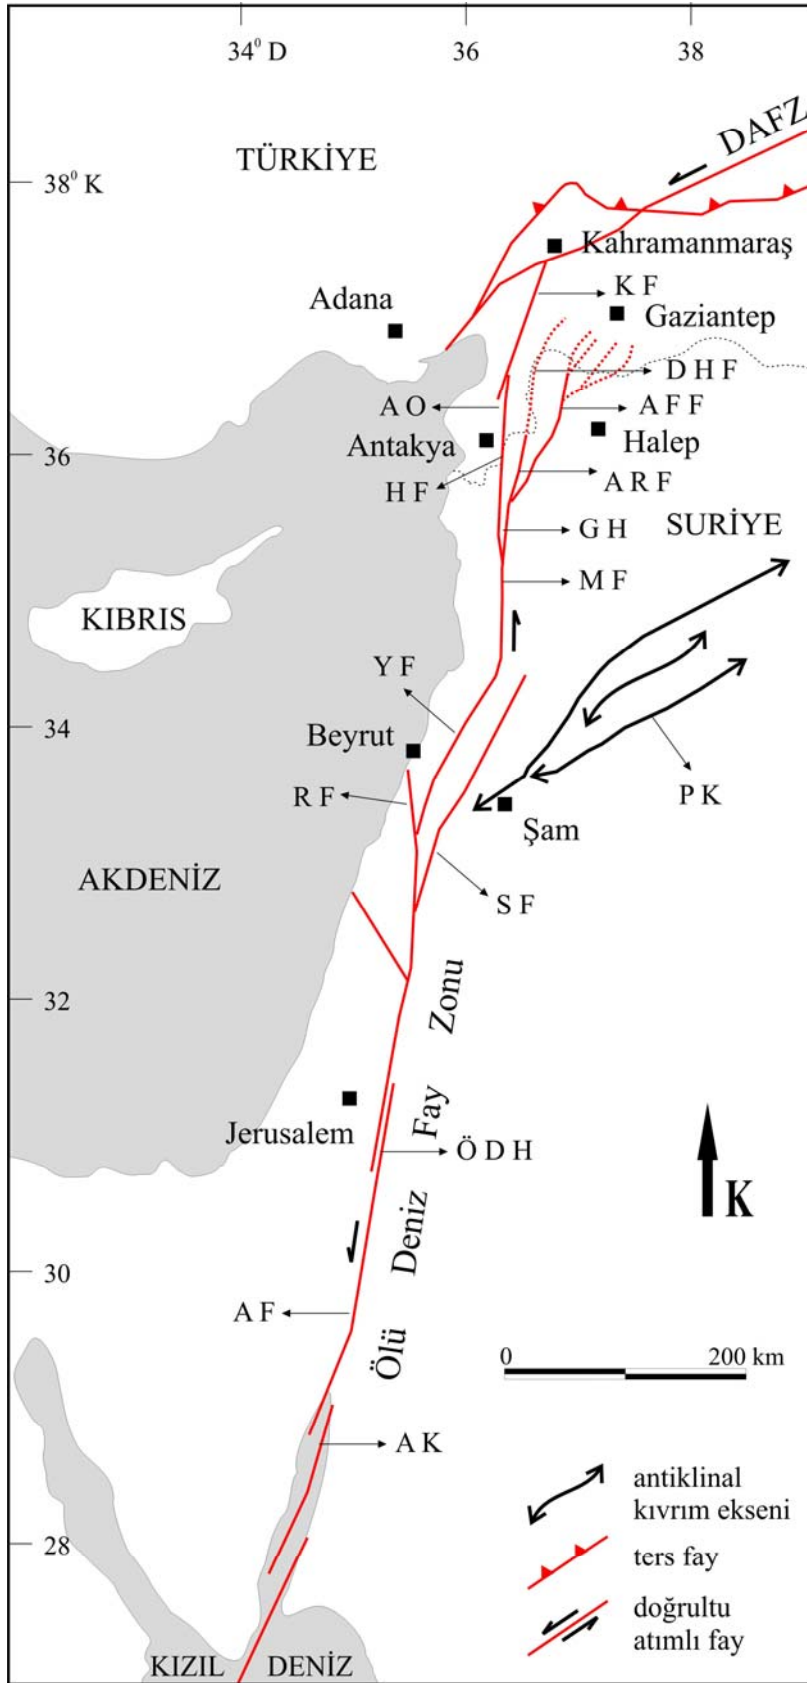 34⁰ D
36
38
DAFZ
TÜRKİYE
38⁰ K
Kahramanmaraş
K F
Adana
Gaziantep
D H F
A O
A F F
Antakya
Halep
36
H F
A R F
SURİYE
G H
M F
KIBRIS
Y F
34
Beyrut
R F
P K
Şam
AKDENİZ
S F
32
Ölü Deniz Fay Zonu
Jerusalem
Ö D H
K
30
A F
0 200 km
A K
antiklinal
kıvrım ekseni
28
ters fay
doğrultu
atımlı fay
KIZIL DENİZ